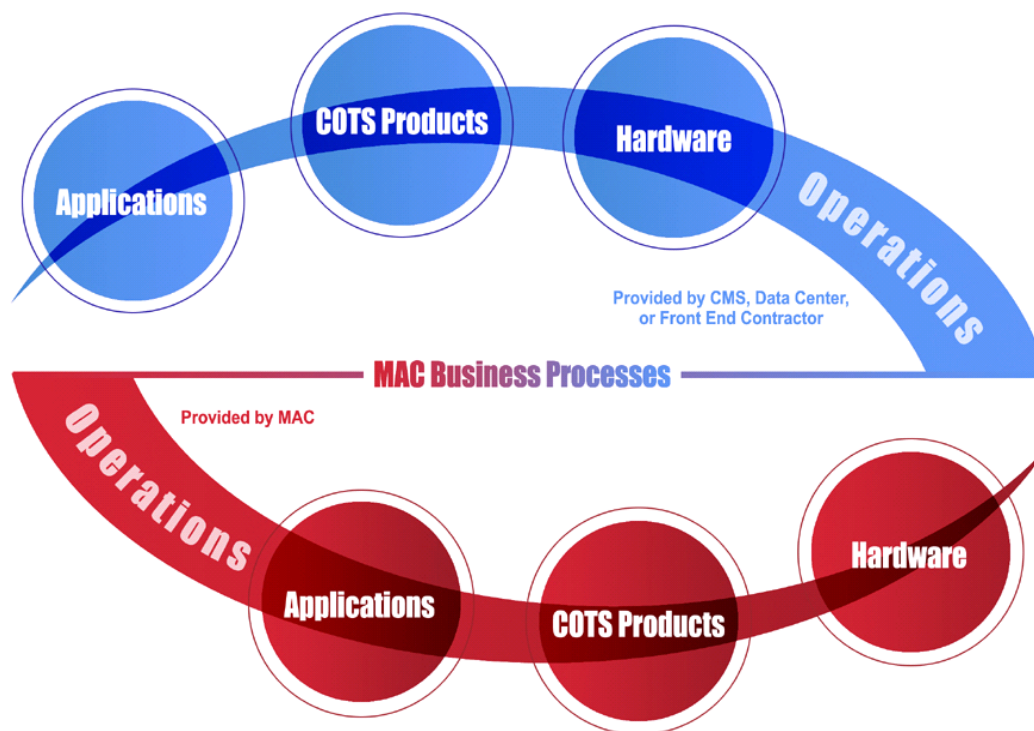 COTS Products
Hardware
Applications
Operations
Provided by CMS, Data Center,
or Front End Contractor
MAC Business Processes
Provided by MAC
Operations
Applications
COTS Products
Hardware